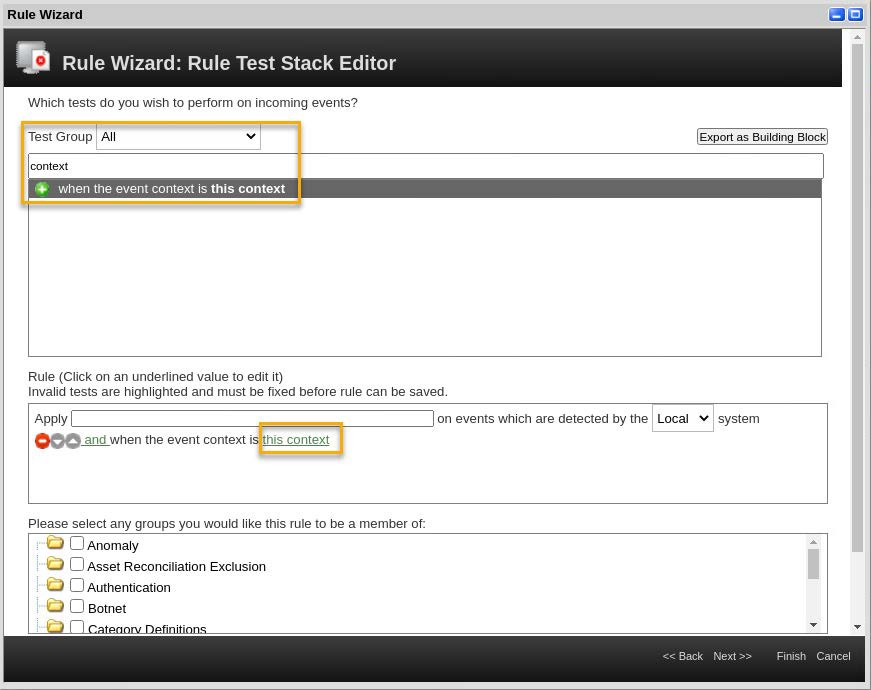 Rule Wizard
Rule Wizard: Rule Test Stack Editor
Which tests do you wish to perform on incoming events?
Test Group All Export as Building Block
context
when the event context is this context
Rule (Click on an underlined value to edit it)
Invalid tests are highlighted and must be fixed before rule can be saved.
Apply on events which are detected by the Local system
and when the event context is this context
Please select any groups you would like this rule to be a member of:
Anomaly
Asset Reconciliation Exclusion
Authentication
Botnet
Category Definitions
<< Back Next >> Finish Cancel